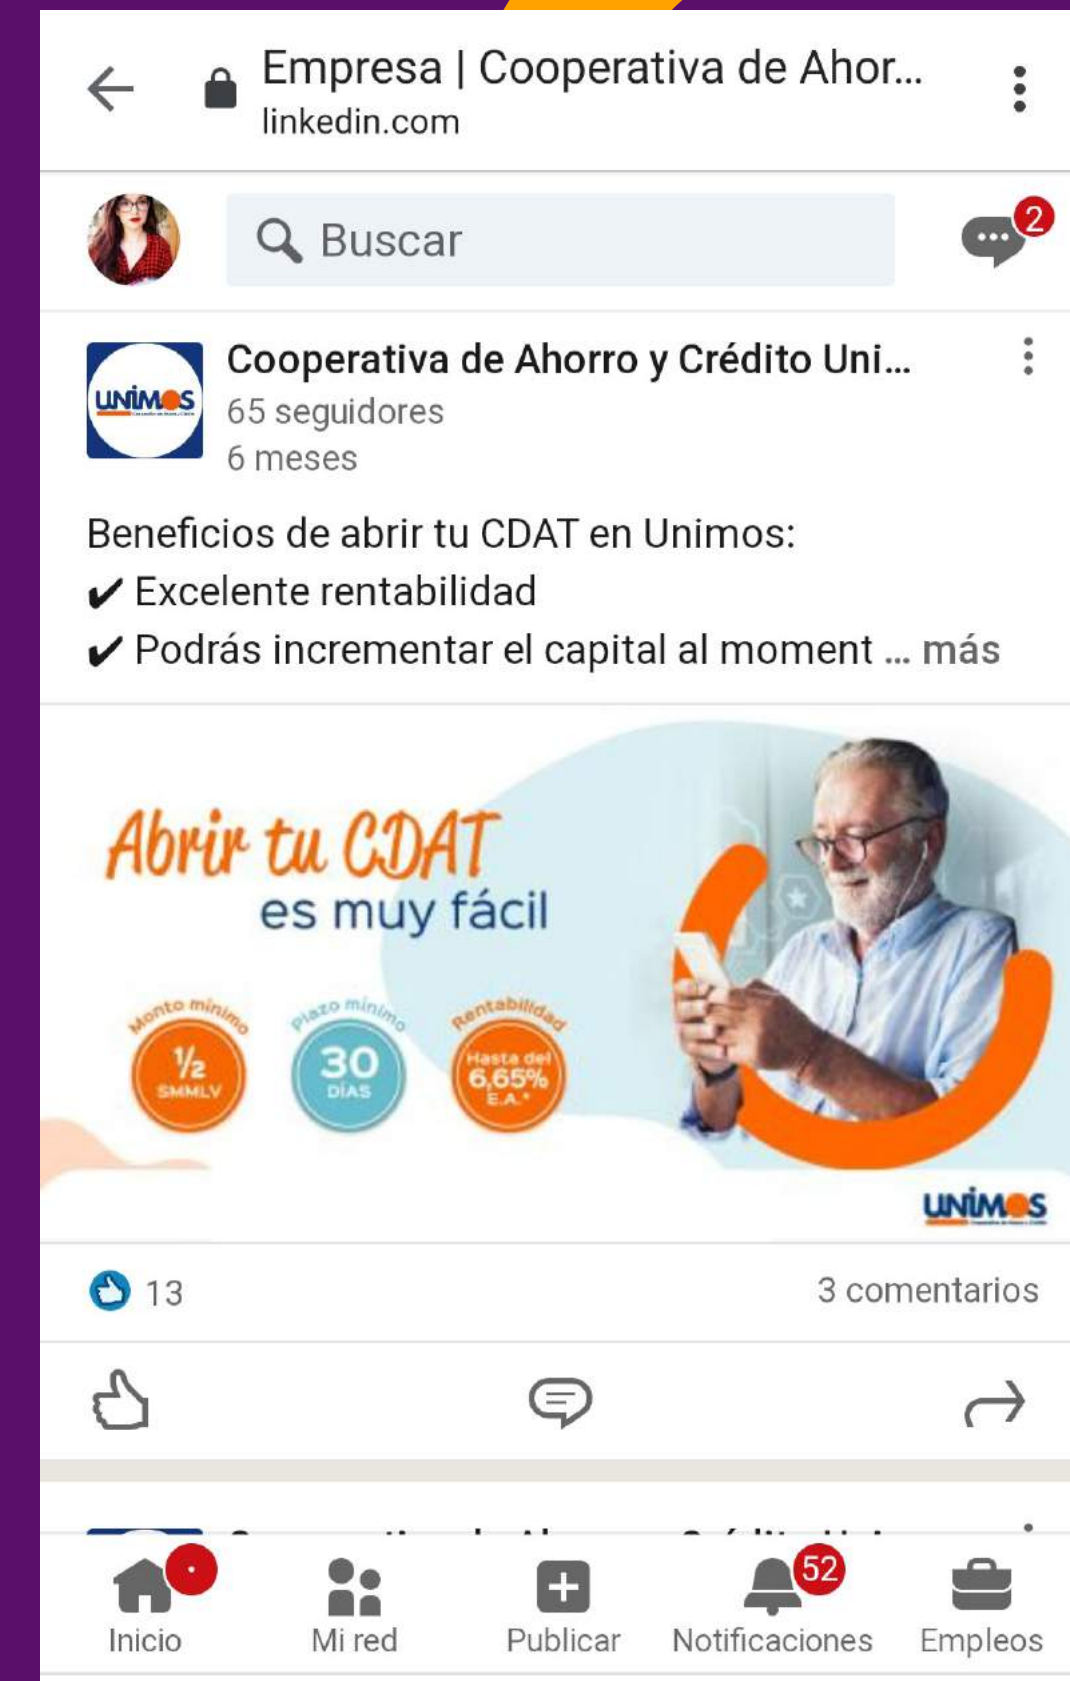 Empresa | Cooperativa de Ahor...
linkedin.com
Buscar
2
UNIMOS
Cooperativa de Ahorro y Crédito Uni...
65 seguidores
6 meses
Beneficios de abrir tu CDAT en Unimos:
✔ Excelente rentabilidad
✔ Podrás incrementar el capital al moment ... más
Abrir tu CDAT
es muy fácil
Monto mínimo
1/2
SMMLV
Plazo mínimo
30
DÍAS
Rentabilidad
Hasta del
6,65%
E.A.*
UNIMOS
13
3 comentarios
52
Inicio
Mi red
Publicar
Notificaciones
Empleos